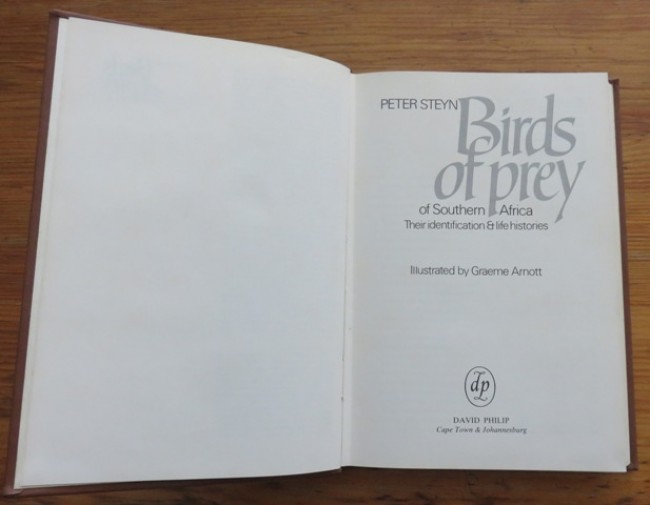 PETER STEYN
Birds
of prey
of Southern Africa
Their identification & life histories
Illustrated by Graeme Arnott
dp
DAVID PHILIP
Cape Town & Johannesburg